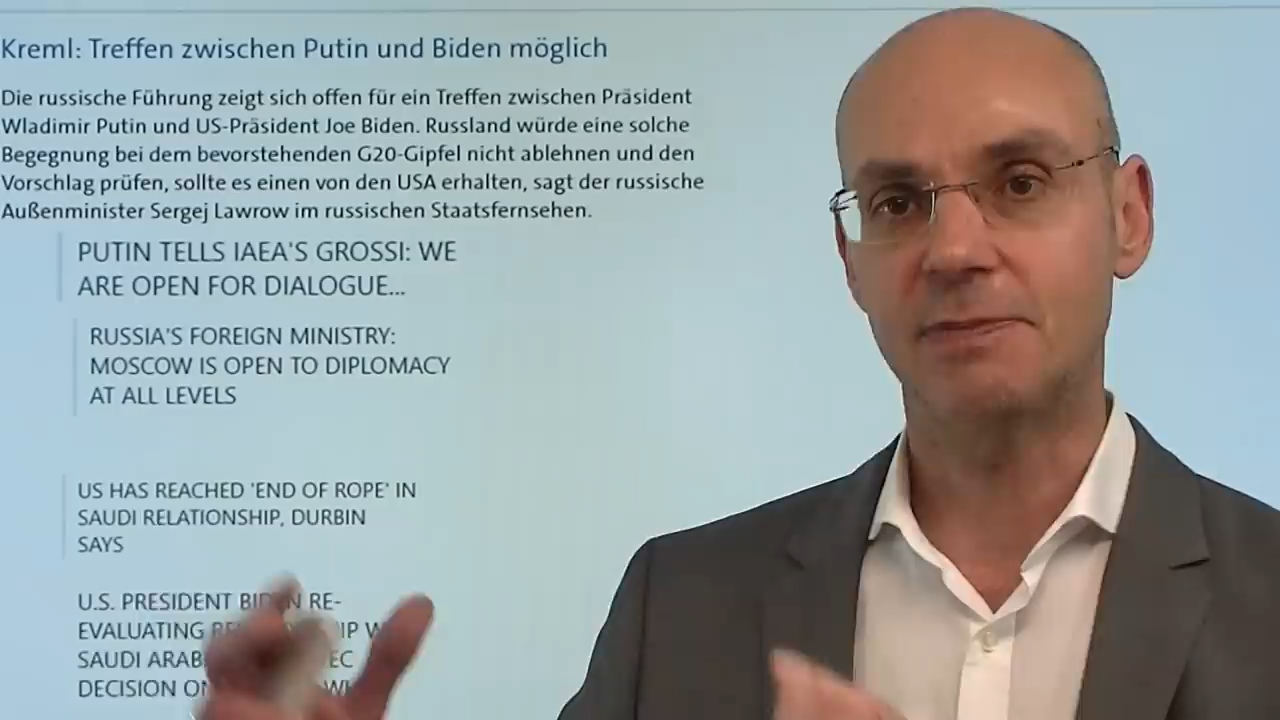 Kreml: Treffen zwischen Putin und Biden möglich
Die russische Führung zeigt sich offen für ein Treffen zwischen Präsident
Wladimir Putin und US-Präsident Joe Biden. Russland würde eine solche
Begegnung bei dem bevorstehenden G20-Gipfel nicht ablehnen und den
Vorschlag prüfen, sollte es einen von den USA erhalten, sagt der russische
Außenminister Sergej Lawrow im russischen Staatsfernsehen.
PUTIN TELLS IAEA'S GROSSI: WE
ARE OPEN FOR DIALOGUE...
RUSSIA'S FOREIGN MINISTRY:
MOSCOW IS OPEN TO DIPLOMACY
AT ALL LEVELS
US HAS REACHED 'END OF ROPE' IN
SAUDI RELATIONSHIP, DURBIN
SAYS
U.S. PRESIDENT BIDEN RE-
EVALUATING
SAUDI
DECISION